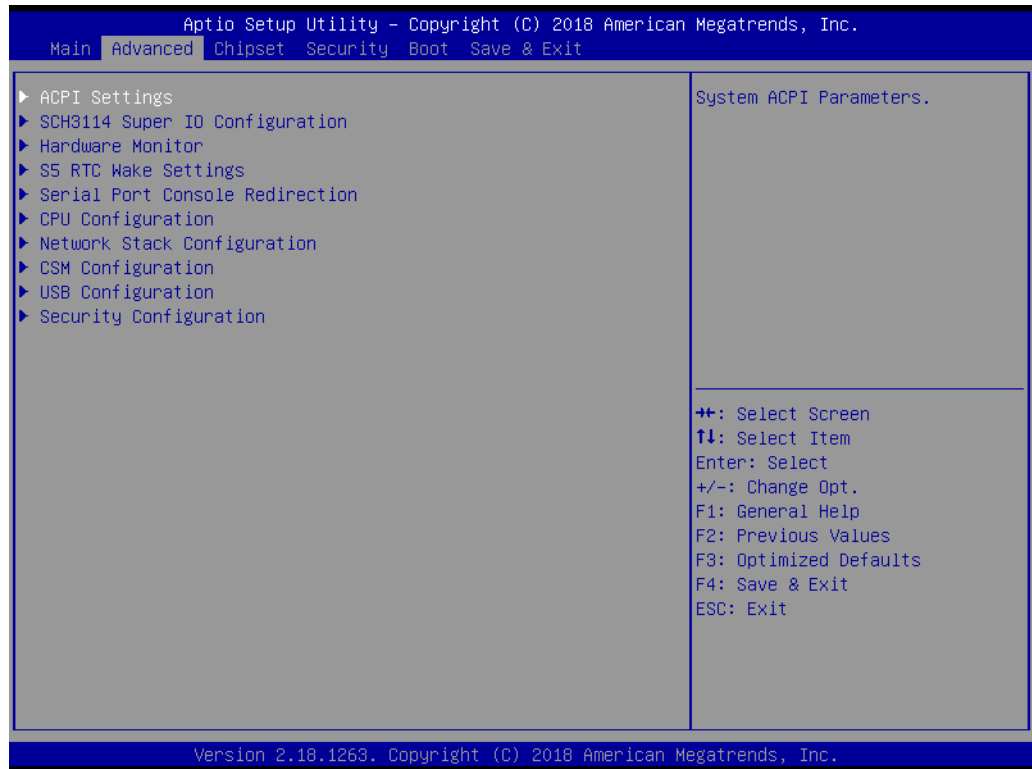 Aptio Setup Utility – Copyright (C) 2018 American Megatrends, Inc.
Main Advanced Chipset Security Boot Save & Exit
▶ ACPI Settings
▶ SCH3114 Super IO Configuration
▶ Hardware Monitor
▶ S5 RTC Wake Settings
▶ Serial Port Console Redirection
▶ CPU Configuration
▶ Network Stack Configuration
▶ CSM Configuration
▶ USB Configuration
▶ Security Configuration
System ACPI Parameters.
→←: Select Screen
↑↓: Select Item
Enter: Select
+/-: Change Opt.
F1: General Help
F2: Previous Values
F3: Optimized Defaults
F4: Save & Exit
ESC: Exit
Version 2.18.1263. Copyright (C) 2018 American Megatrends, Inc.